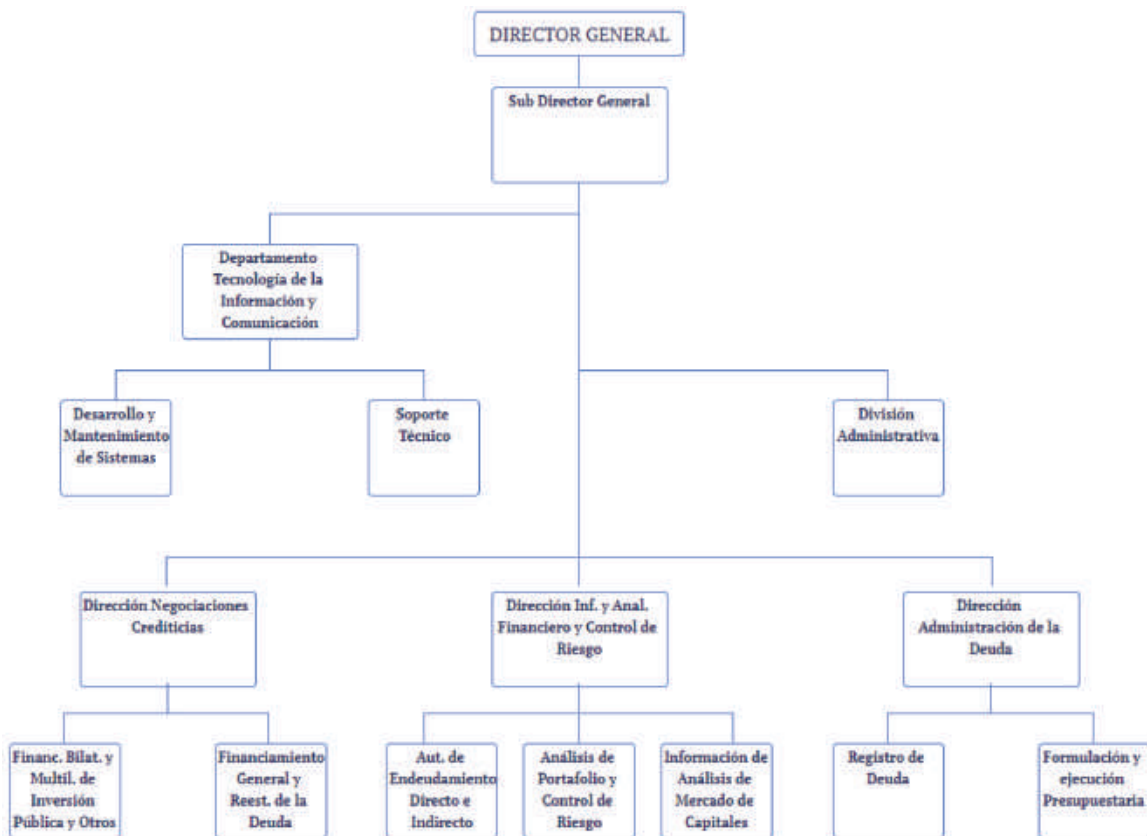 DIRECTOR GENERAL
Sub Director General
Departamento
Tecnología de la
Información y
Comunicación
Desarrollo y
Mantenimiento
de Sistemas
Soporte
Técnico
División
Administrativa
Dirección Negociaciones
Crediticias
Dirección Inf. y Anal.
Financiero y Control de
Riesgo
Dirección
Administración de la
Deuda
Financ. Bilat. y
Multil. de
Inversión
Pública y Otros
Financiamiento
General y
Reest. de la
Deuda
Aut. de
Endeudamiento
Directo e
Indirecto
Análisis de
Portafolio y
Control de
Riesgo
Información de
Análisis de
Mercado de
Capitales
Registro de
Deuda
Formulación y
ejecución
Presupuestaria